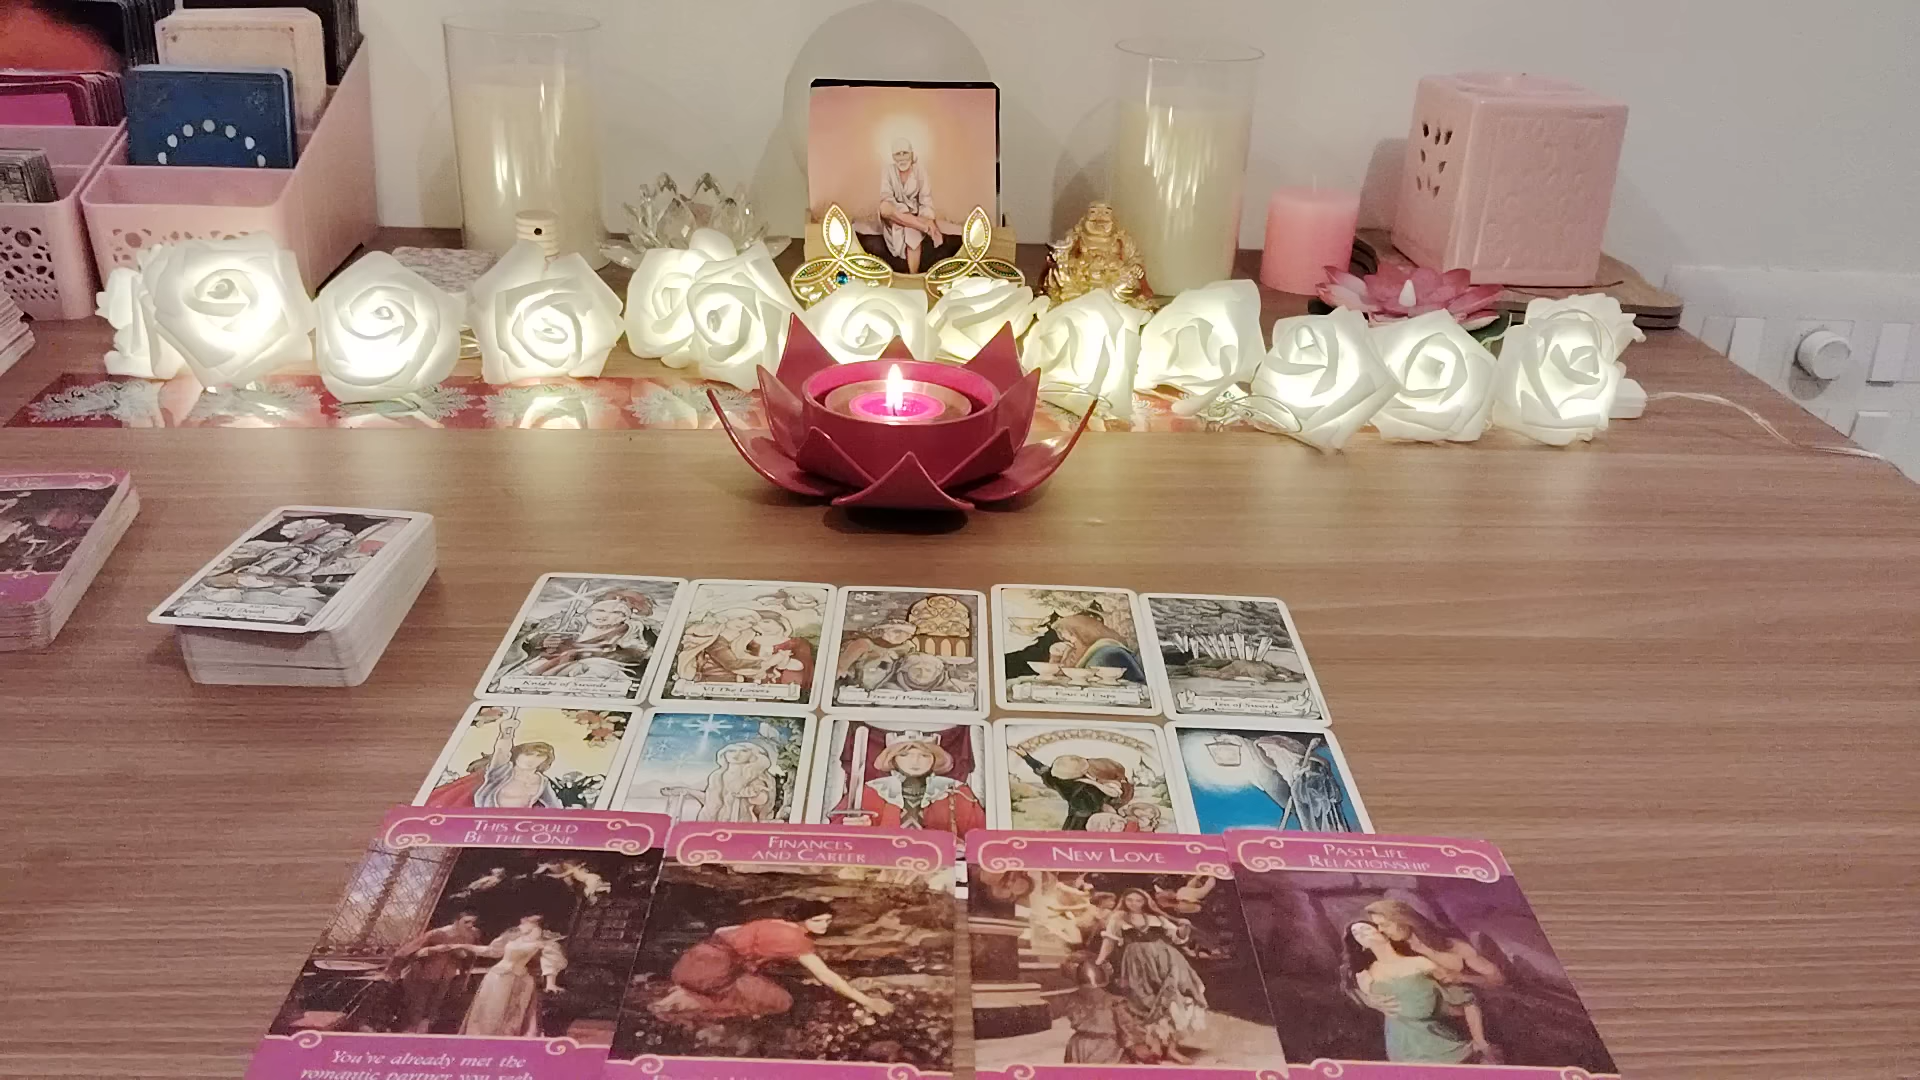 XIII Death
Knight of Swords
VI The Lovers
Five of Pentacles
Four of Cups
Ten of Swords
THIS COULD
BE THE ONE
FINANCES
AND CAREER
NEW LOVE
PAST-LIFE
RELATIONSHIP
You've already met the
romantic partner you seek